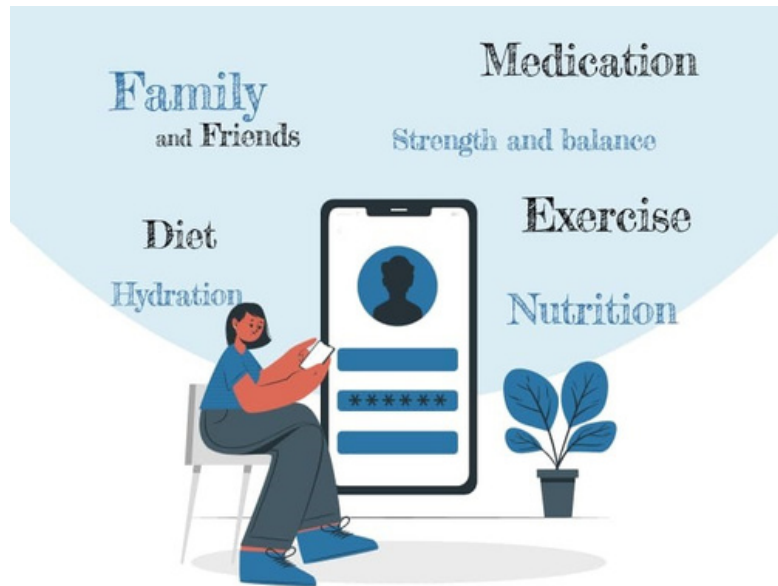 Family
and Friends
Medication
Strength and balance
Diet
Hydration
Exercise
Nutrition
******